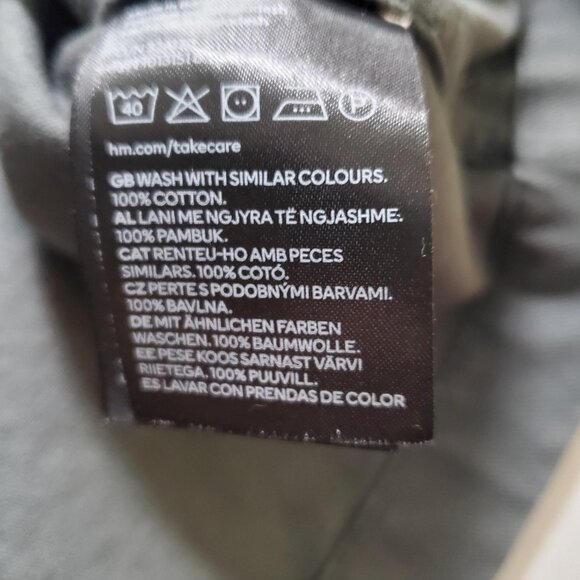 40 P
hm.com/takecare
GB WASH WITH SIMILAR COLOURS.
100% COTTON.
AL LANI ME NGJYRA TË NGJASHME.
100% PAMBUK.
CAT RENTEU-HO AMB PECES
SIMILARS. 100% COTÓ.
CZ PERTE S PODOBNÝMI BARVAMI.
100% BAVLNA.
DE MIT ÄHNLICHEN FARBEN
WASCHEN. 100% BAUMWOLLE.
EE PESE KOOS SARNAST VÄRVI
RIIETEGA. 100% PUUVILL.
ES LAVAR CON PRENDAS DE COLOR